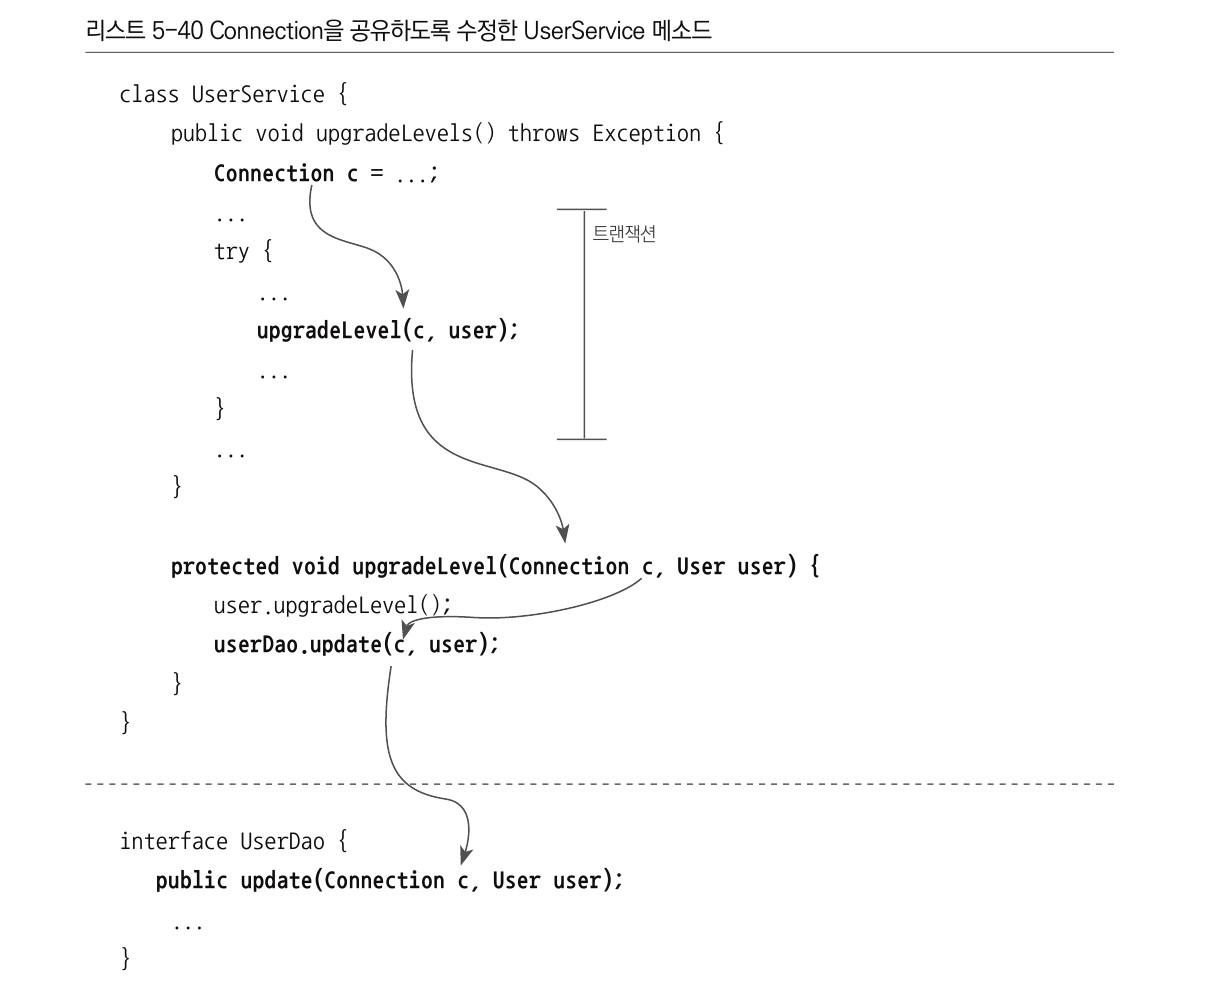 리스트 5-40 Connection을 공유하도록 수정한 UserService 메소드
class UserService {
public void upgradeLevels() throws Exception {
Connection c = ...;
...
트랜잭션
try {
...
upgradeLevel(c, user);
...
}
...
}
protected void upgradeLevel(Connection c, User user) {
user.upgradeLevel();
userDao.update(c, user);
}
}
interface UserDao {
public update(Connection c, User user);
...
}